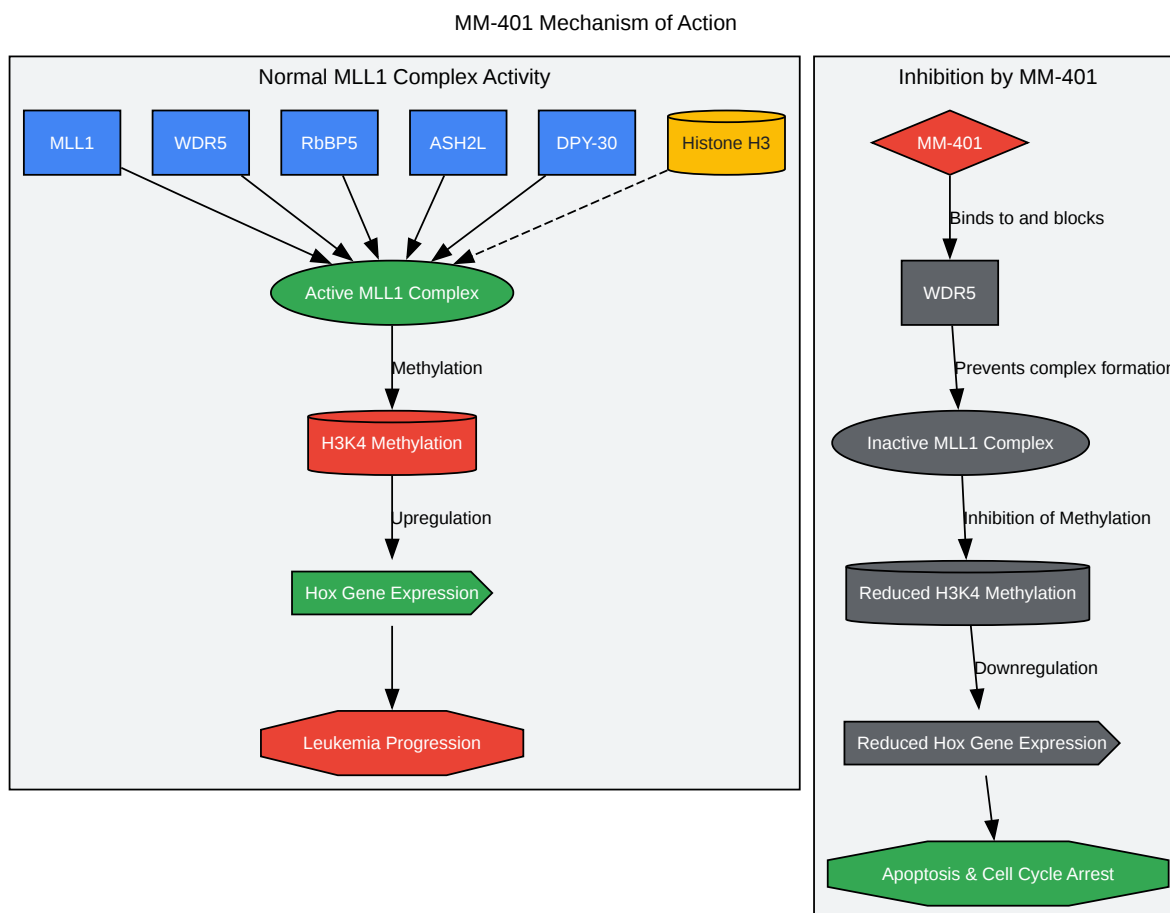 MM-401 Mechanism of Action
Normal MLL1 Complex Activity
MLL1
WDR5
RbBP5
ASH2L
DPY-30
Histone H3
Active MLL1 Complex
Methylation
H3K4 Methylation
Upregulation
Hox Gene Expression
Leukemia Progression
Inhibition by MM-401
MM-401
Binds to and blocks
WDR5
Prevents complex formation
Inactive MLL1 Complex
Inhibition of Methylation
Reduced H3K4 Methylation
Downregulation
Reduced Hox Gene Expression
Apoptosis & Cell Cycle Arrest